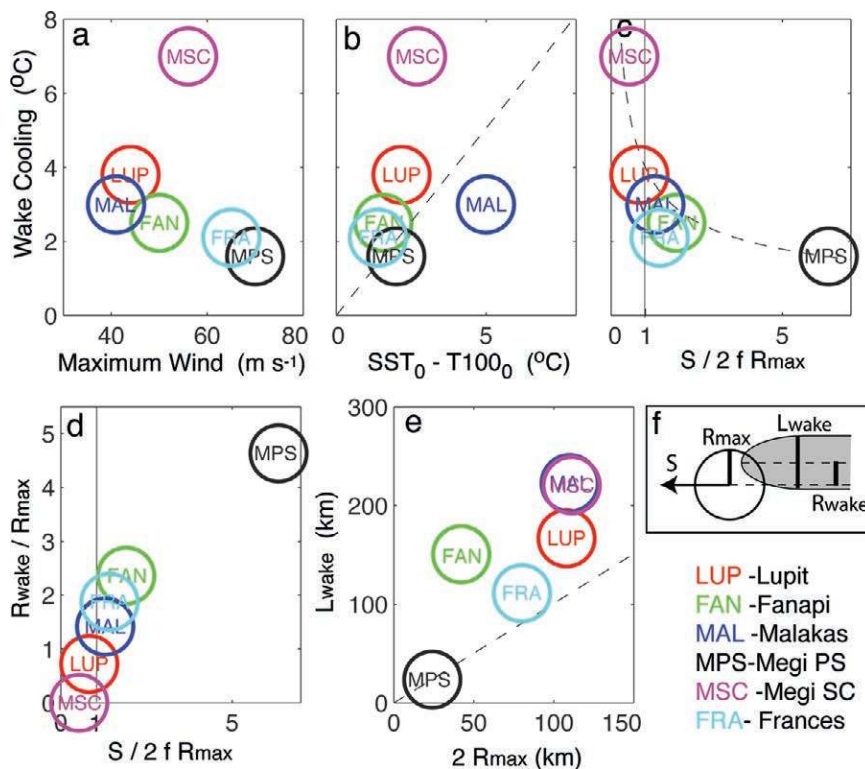 a
b
c
8
6
4
2
0
Wake Cooling (ºC)
MSC
LUP
MAL
FAN
FRA
MPS
40 60 80
Maximum Wind (m s-1)
MSC
LUP
MAL
FAN
FRA
MPS
0 5
SST0 - T1000 (ºC)
MSC
LUP
MAL
FAN
FRA
MPS
0 1 5
S / 2 f Rmax
d
5
4
3
2
1
0
Rwake / Rmax
MPS
FAN
FRA
MAL
LUP
MSC
0 1 5
S / 2 f Rmax
e
300
200
100
0
Lwake (km)
MAL
MSC
LUP
FAN
FRA
MPS
0 50 100 150
2 Rmax (km)
f
Lwake
Rmax
S
Rwake
LUP -Lupit
FAN -Fanapi
MAL -Malakas
MPS-Megi PS
MSC -Megi SC
FRA- Frances